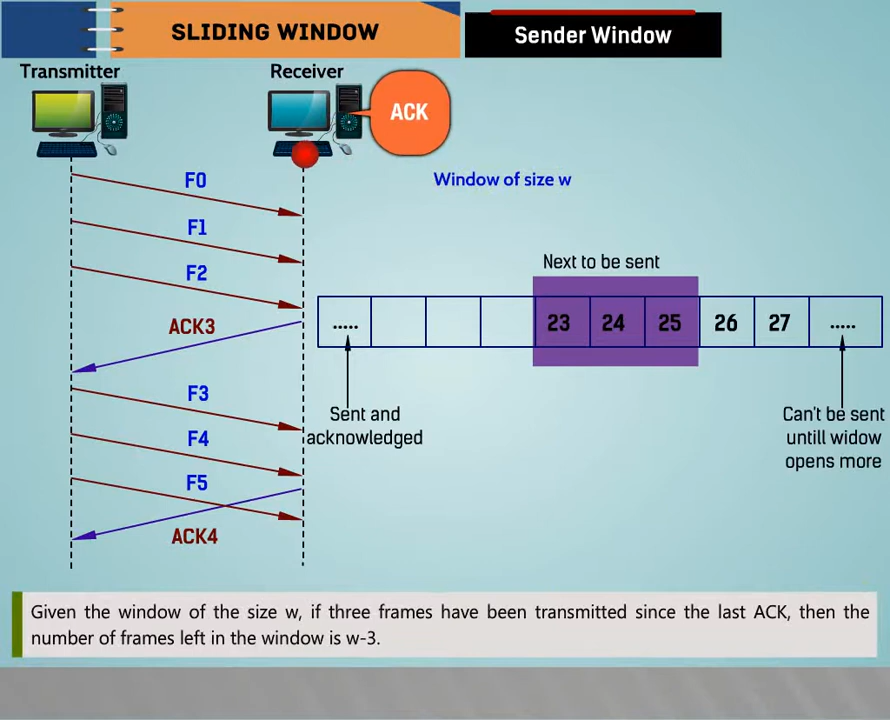 SLIDING WINDOW
Sender Window
Transmitter
Receiver
ACK
F0
Window of size w
F1
Next to be sent
F2
ACK3
..... 23 24 25 26 27 .....
F3
Sent and
acknowledged
Can't be sent
untill widow
opens more
F4
F5
ACK4
Given the window of the size w, if three frames have been transmitted since the last ACK, then the
number of frames left in the window is w-3.